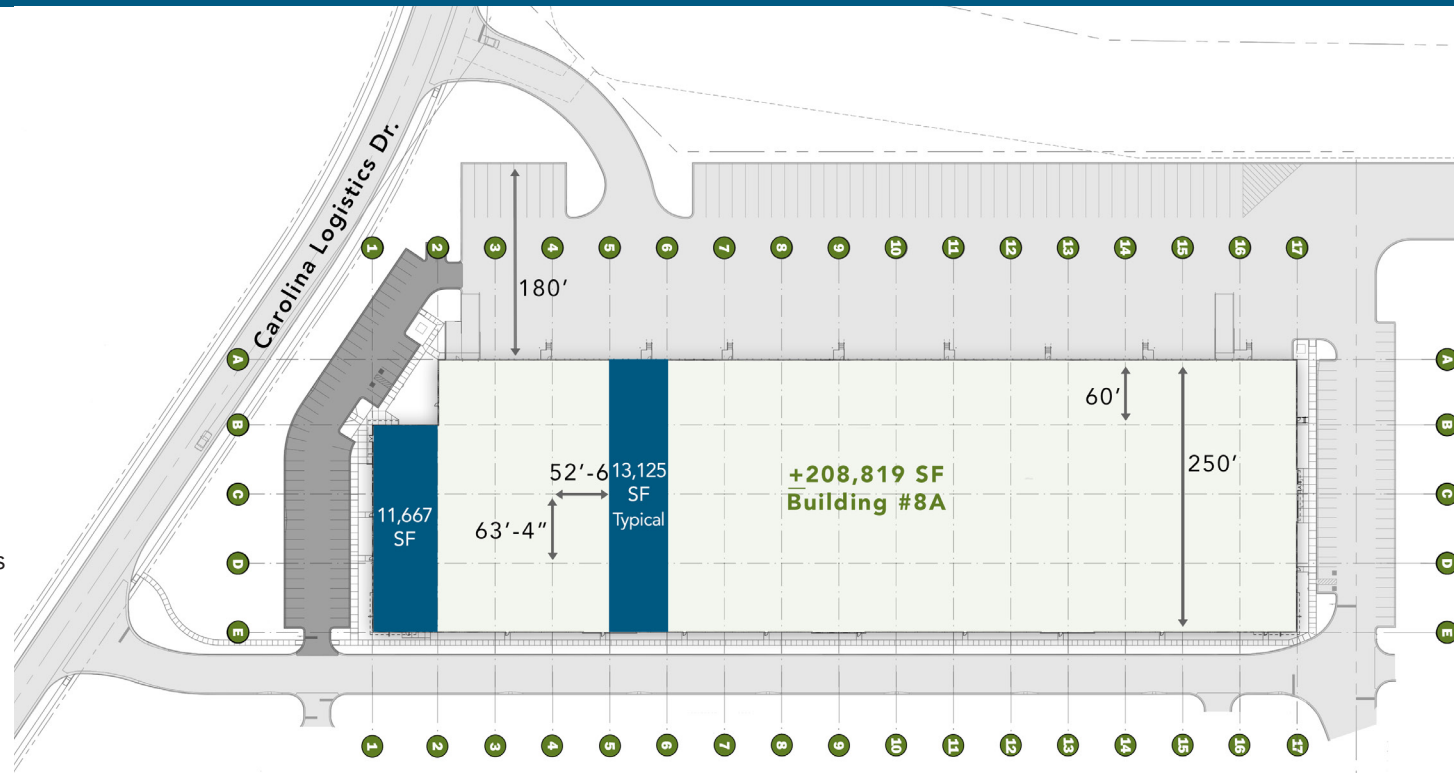 Carolina Logistics Dr.
1 2 3 4 5 6 7 8 9 10 11 12 13 14 15 16 17
180’
A A
60’
B B
52’-6
13,125
SF
Typical
+208,819 SF
Building #8A
250’
C C
11,667
SF
63’-4”
s
D D
E E
1 2 3 4 5 6 7 8 9 10 11 12 13 14 15 16 17